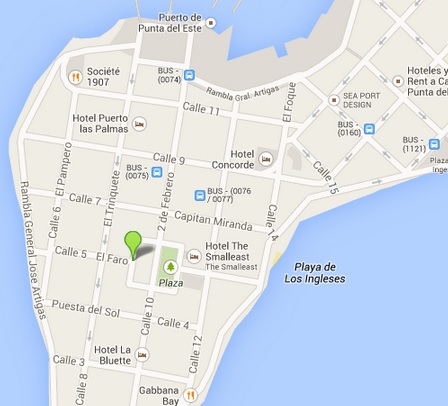 Puerto de
Punta del Este
Société
1907
BUS -
(0074)
Rambla Gral. Artigas
El Foque
Hoteles y
Rent a Ca
Punta del
SEA PORT
DESIGN
Calle 11
Hotel Puerto
las Palmas
BUS -
(0160)
BUS -
(1121)
Plaza
Ingle
Calle 9
Hotel
Concorde
Calle 15
BUS -
(0075)
El Pampero
El Trinquete
2 de Febrero
BUS - (0076
/ 0077)
Rambla General Jose Artigas
Calle 6
Calle 7
Capitan Miranda
Calle 14
Calle 5
El Faro
Hotel The
Smalleast
The Smalleast
Plaza
Playa de
Los Ingleses
Puesta del Sol
Calle 10
Calle 4
Calle 12
Calle 3
Hotel La
Bluette
Calle 8
Gabbana
Bay